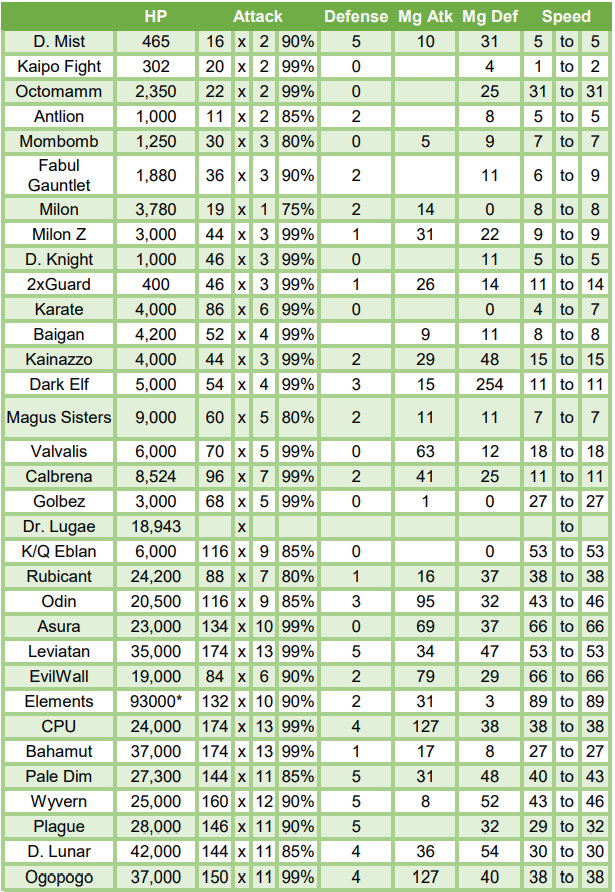 HP Attack Defense Mg Atk Mg Def Speed
D. Mist 465 16 x 2 90% 5 10 31 5 to 5
Kaipo Fight 302 20 x 2 99% 0 4 1 to 2
Octomamm 2,350 22 x 2 99% 0 25 31 to 31
Antlion 1,000 11 x 2 85% 2 8 5 to 5
Mombomb 1,250 30 x 3 80% 0 5 9 7 to 7
Fabul
Gauntlet 1,880 36 x 3 90% 2 11 6 to 9
Milon 3,780 19 x 1 75% 2 14 0 8 to 8
Milon Z 3,000 44 x 3 99% 1 31 22 9 to 9
D. Knight 1,000 46 x 3 99% 0 11 5 to 5
2xGuard 400 46 x 3 99% 1 26 14 11 to 14
Karate 4,000 86 x 6 99% 0 0 4 to 7
Baigan 4,200 52 x 4 99% 9 11 8 to 8
Kainazzo 4,000 44 x 3 99% 2 29 48 15 to 15
Dark Elf 5,000 54 x 4 99% 3 15 254 11 to 11
Magus Sisters 9,000 60 x 5 80% 2 11 11 7 to 7
Valvalis 6,000 70 x 5 99% 0 63 12 18 to 18
Calbrena 8,524 96 x 7 99% 2 41 25 11 to 11
Golbez 3,000 68 x 5 99% 0 1 0 27 to 27
Dr. Lugae 18,943 x to
K/Q Eblan 6,000 116 x 9 85% 0 0 53 to 53
Rubicant 24,200 88 x 7 80% 1 16 37 38 to 38
Odin 20,500 116 x 9 85% 3 95 32 43 to 46
Asura 23,000 134 x 10 99% 0 69 37 66 to 66
Leviatan 35,000 174 x 13 99% 5 34 47 53 to 53
EvilWall 19,000 84 x 6 90% 2 79 29 66 to 66
Elements 93000* 132 x 10 90% 2 31 3 89 to 89
CPU 24,000 174 x 13 99% 4 127 38 38 to 38
Bahamut 37,000 174 x 13 99% 1 17 8 27 to 27
Pale Dim 27,300 144 x 11 85% 5 31 48 40 to 43
Wyvern 25,000 160 x 12 90% 5 8 52 43 to 46
Plague 28,000 146 x 11 90% 5 32 29 to 32
D. Lunar 42,000 144 x 11 85% 4 36 54 30 to 30
Ogopogo 37,000 150 x 11 99% 4 127 40 38 to 38